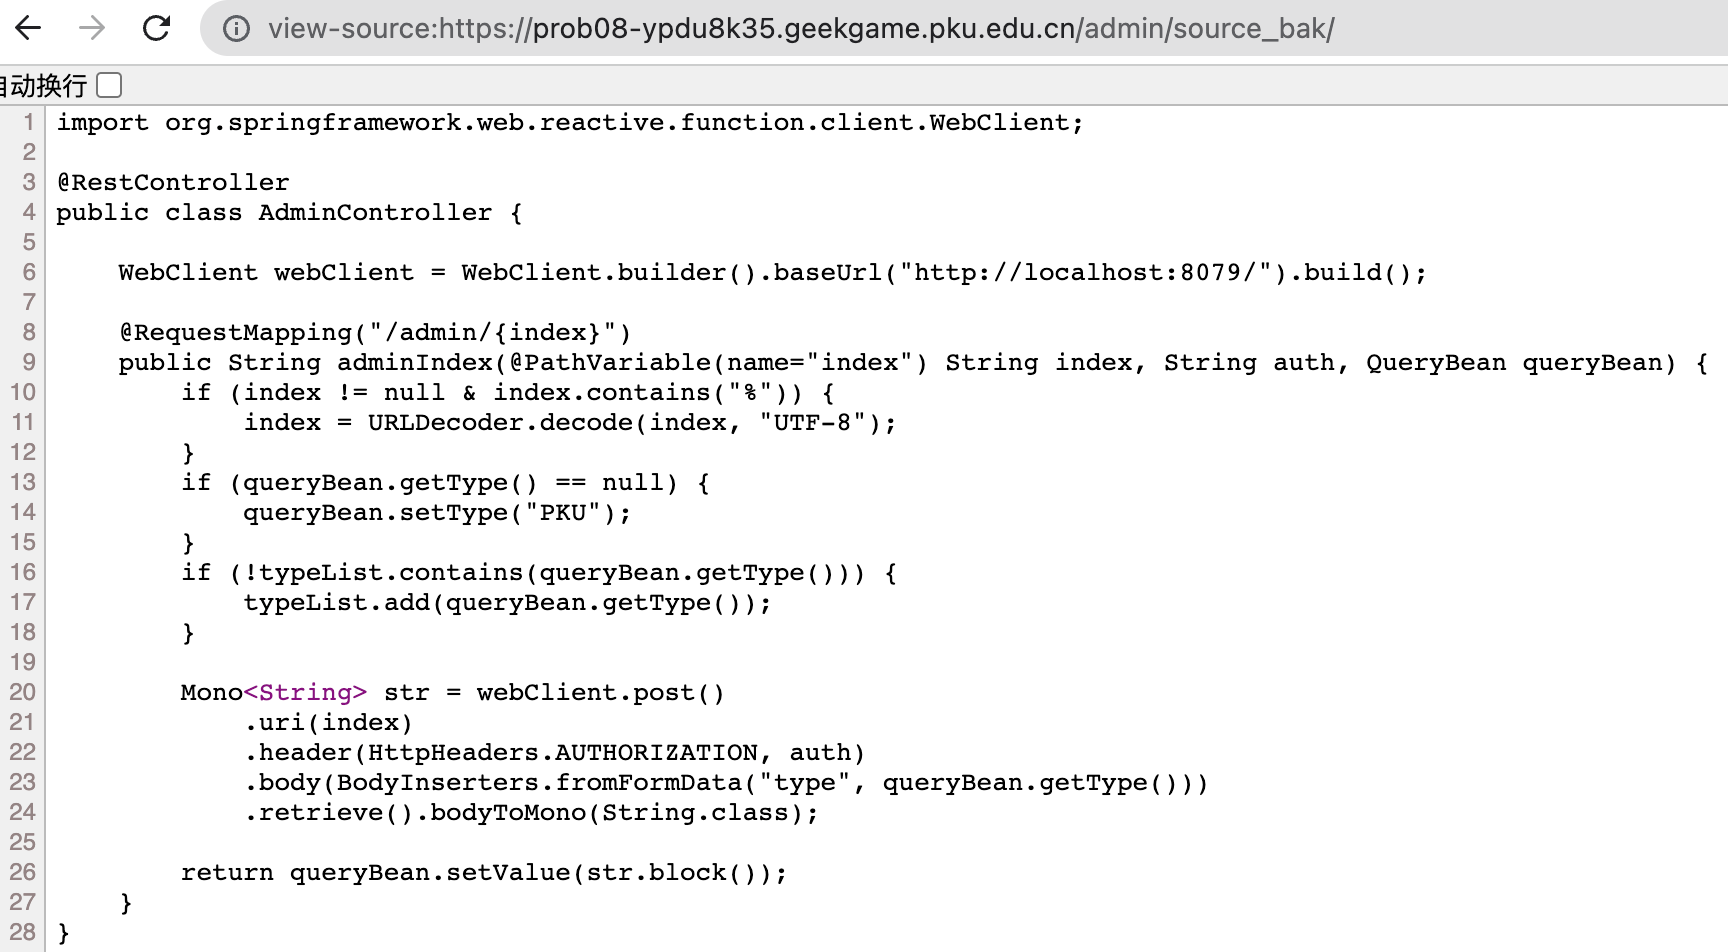 view-source:https://prob08-ypdu8k35.geekgame.pku.edu.cn/admin/source_bak/
自动换行
1 import org.springframework.web.reactive.function.client.WebClient;
2
3 @RestController
4 public class AdminController {
5
6     WebClient webClient = WebClient.builder().baseUrl("http://localhost:8079/").build();
7
8     @RequestMapping("/admin/{index}")
9     public String adminIndex(@PathVariable(name="index") String index, String auth, QueryBean queryBean) {
10         if (index != null & index.contains("%")) {
11             index = URLDecoder.decode(index, "UTF-8");
12         }
13         if (queryBean.getType() == null) {
14             queryBean.setType("PKU");
15         }
16         if (!typeList.contains(queryBean.getType())) {
17             typeList.add(queryBean.getType());
18         }
19
20         Mono<String> str = webClient.post()
21             .uri(index)
22             .header(HttpHeaders.AUTHORIZATION, auth)
23             .body(BodyInserters.fromFormData("type", queryBean.getType()))
24             .retrieve().bodyToMono(String.class);
25
26         return queryBean.setValue(str.block());
27     }
28 }